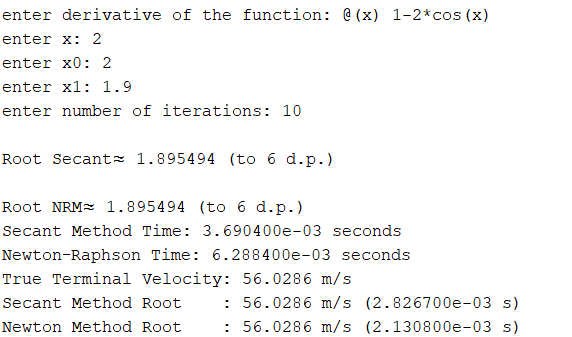 enter derivative of the function: @(x) 1-2*cos(x)
enter x: 2
enter x0: 2
enter x1: 1.9
enter number of iterations: 10
Root Secant≈ 1.895494 (to 6 d.p.)
Root NRM≈ 1.895494 (to 6 d.p.)
Secant Method Time: 3.690400e-03 seconds
Newton-Raphson Time: 6.288400e-03 seconds
True Terminal Velocity: 56.0286 m/s
Secant Method Root    : 56.0286 m/s (2.826700e-03 s)
Newton Method Root    : 56.0286 m/s (2.130800e-03 s)